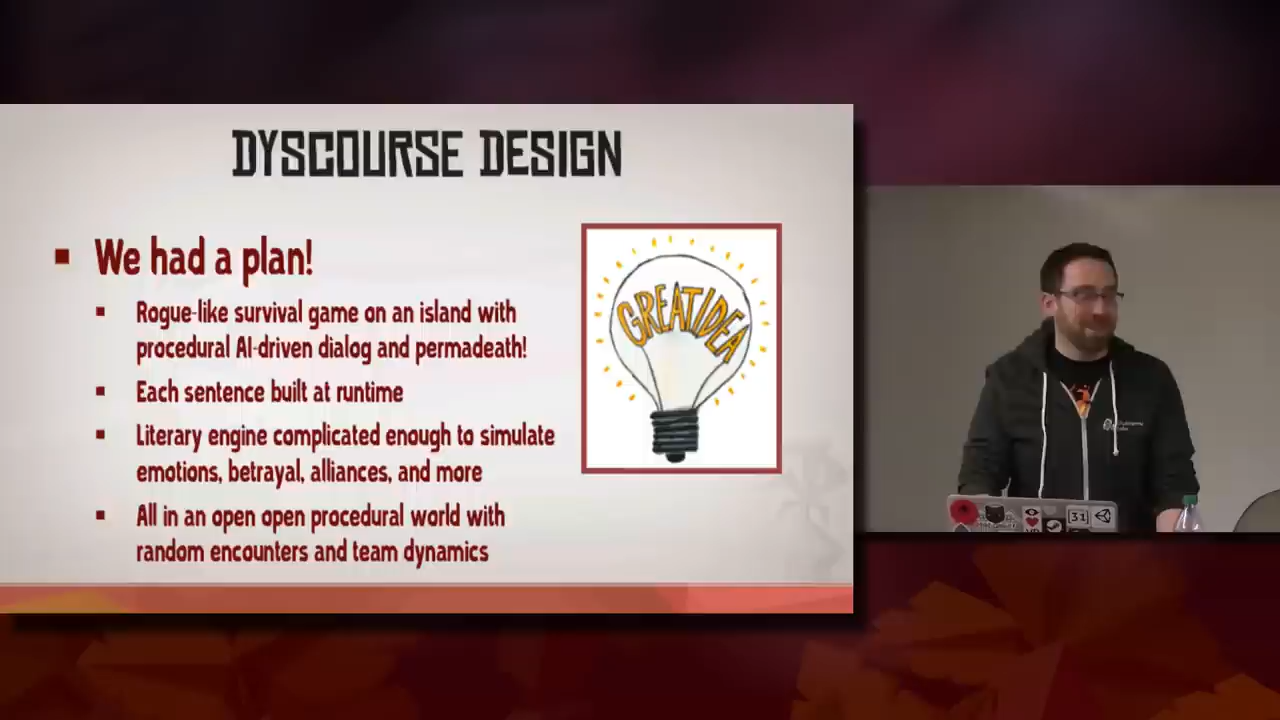 DYSCOURSE DESIGN
We had a plan!
Rogue-like survival game on an island with
procedural AI-driven dialog and permadeath!
Each sentence built at runtime
Literary engine complicated enough to simulate
emotions, betrayal, alliances, and more
All in an open open procedural world with
random encounters and team dynamics
GREAT IDEA
31